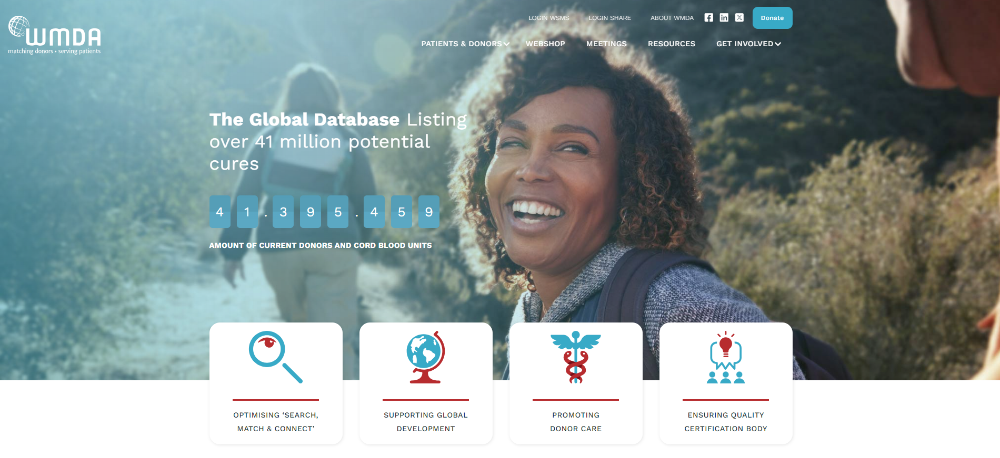 WMDA
matching donors • serving patients
LOGIN WSMS
LOGIN SHARE
ABOUT WMDA
Donate
PATIENTS & DONORS
WEBSHOP
MEETINGS
RESOURCES
GET INVOLVED
The Global Database Listing
over 41 million potential
cures
41.395.459
AMOUNT OF CURRENT DONORS AND CORD BLOOD UNITS
OPTIMISING ‘SEARCH,
MATCH & CONNECT’
SUPPORTING GLOBAL
DEVELOPMENT
PROMOTING
DONOR CARE
ENSURING QUALITY
CERTIFICATION BODY